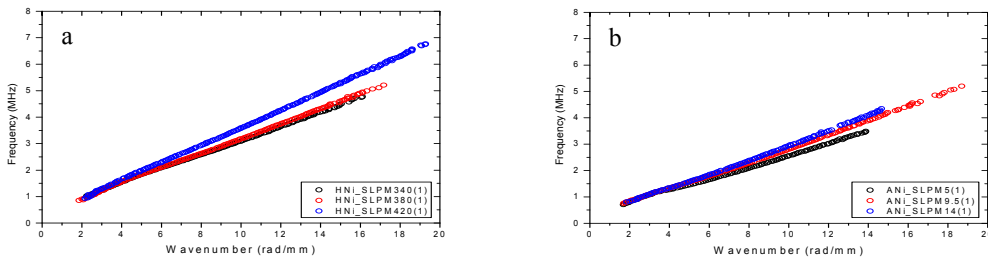 a
Frequency (MHz)
8
7
6
5
4
3
2
1
0
0 2 4 6 8 10 12 14 16 18 20
Wavenumber (rad/mm)
HNi_SLPM340(1)
HNi_SLPM380(1)
HNi_SLPM420(1)
b
Frequency (MHz)
8
7
6
5
4
3
2
1
0
0 2 4 6 8 10 12 14 16 18 20
Wavenumber (rad/mm)
ANi_SLPM5(1)
ANi_SLPM9.5(1)
ANi_SLPM14(1)